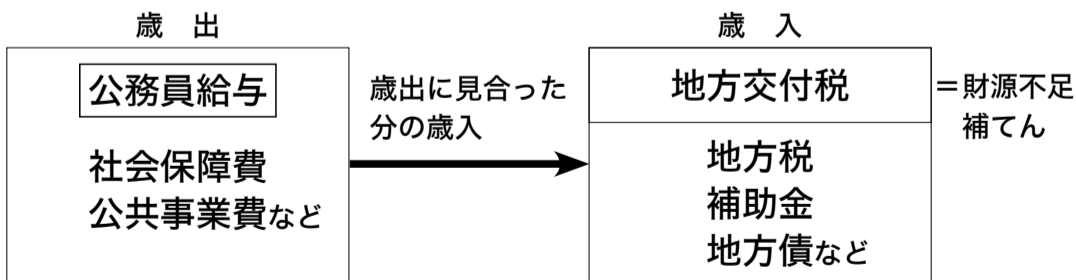 歳　出
公務員給与
社会保障費
公共事業費など
歳出に見合った
分の歳入
歳　入
地方交付税
地方税
補助金
地方債など
＝財源不足
補てん